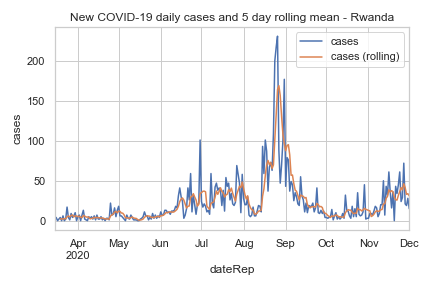 New COVID-19 daily cases and 5 day rolling mean - Rwanda
cases
cases (rolling)
200
150
100
50
0
cases
Apr
2020
May
Jun
Jul
Aug
Sep
Oct
Nov
Dec
dateRep